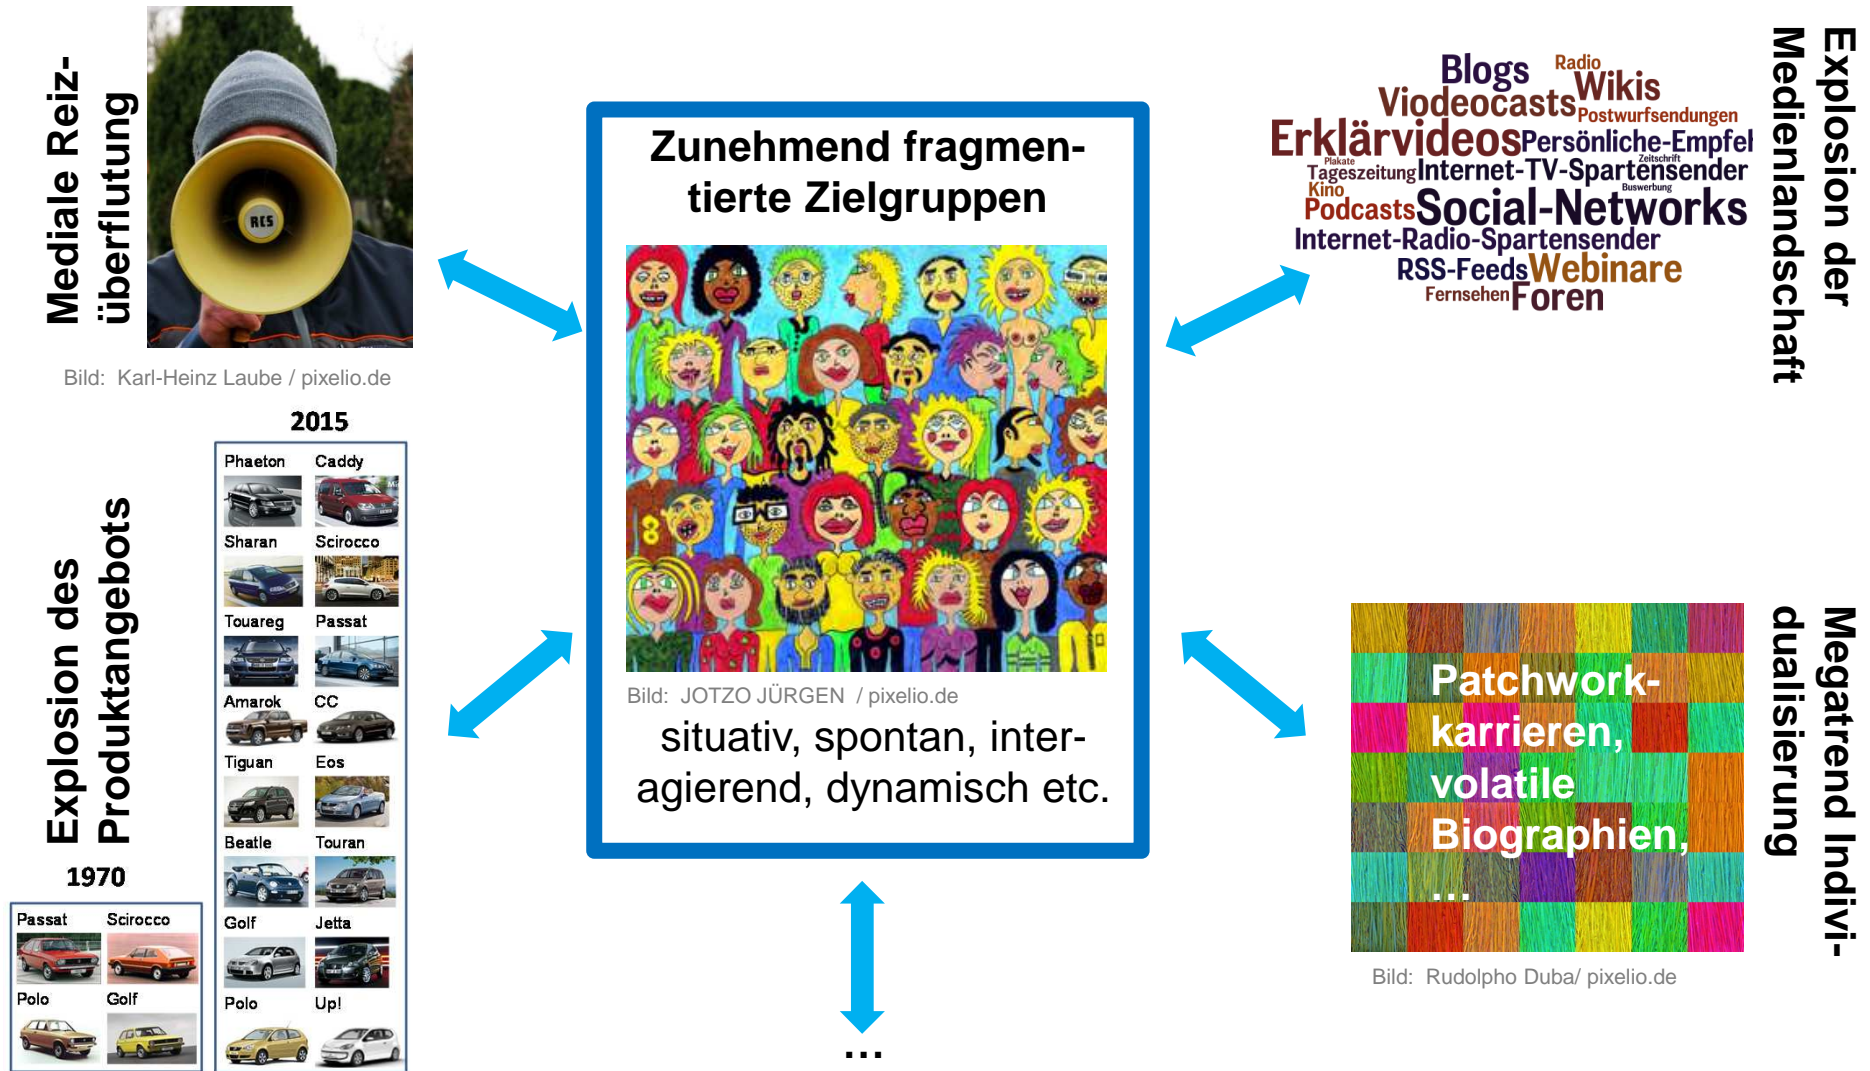 Mediale Reiz-
überflutung
RCS
Bild: Karl-Heinz Laube / pixelio.de
Explosion des
Produktangebots
1970
Passat Scirocco
Polo Golf
2015
Phaeton Caddy
Sharan Scirocco
Touareg Passat
Amarok CC
Tiguan Eos
Beatle Touran
Golf Jetta
Polo Up!
Zunehmend fragmen-
tierte Zielgruppen
8
Bild: JOTZO JÜRGEN / pixelio.de
situativ, spontan, inter-
agierend, dynamisch etc.
...
Explosion der
Medienlandschaft
Blogs Radio Wikis
Viodeocasts Postwurfsendungen
Erklärvideos Persönliche-Empfeh
Plakate Zeitschrift
Tageszeitung Internet-TV-Spartensender
Kino Buswerbung
Podcasts Social-Networks
Internet-Radio-Spartensender
RSS-Feeds Webinare
Fernsehen Foren
Megatrend Indivi-
dualisierung
Patchwork-
karrieren,
volatile
Biographien,
...
Bild: Rudolpho Duba/ pixelio.de